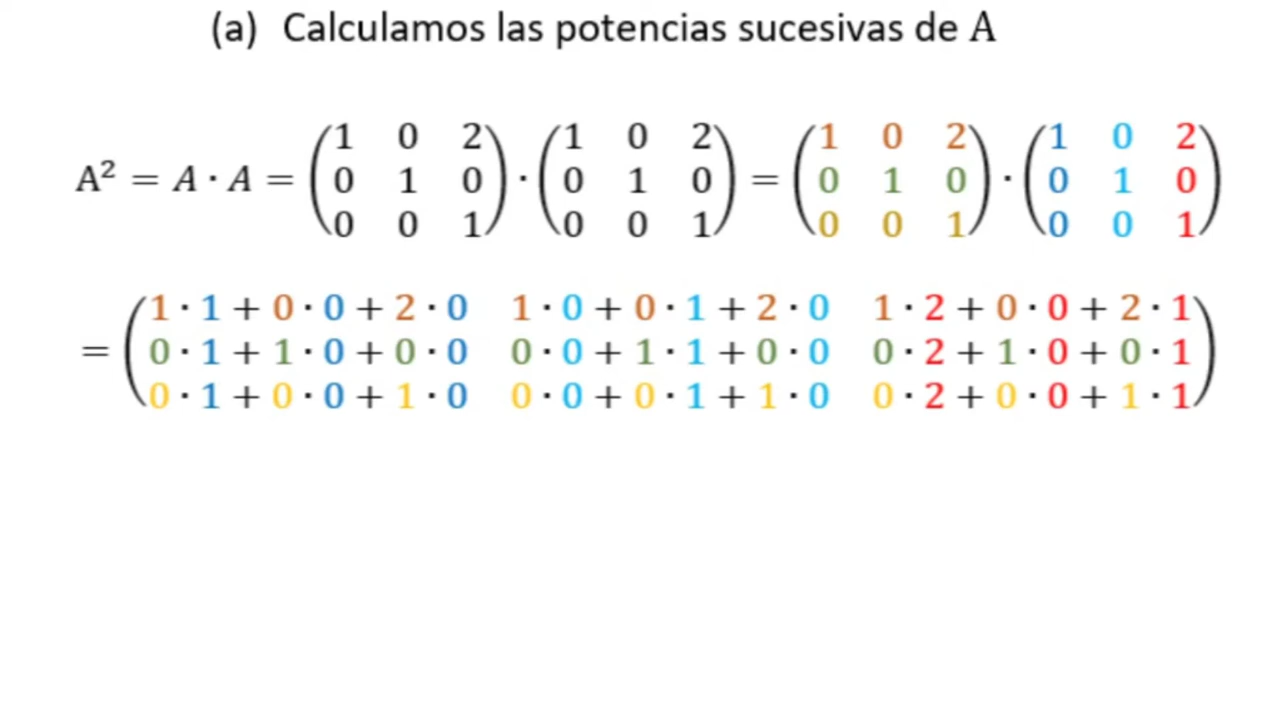 (a) Calculamos las potencias sucesivas de A
A² = A · A = (1 0 2; 0 1 0; 0 0 1) · (1 0 2; 0 1 0; 0 0 1) = (1 0 2; 0 1 0; 0 0 1) · (1 0 2; 0 1 0; 0 0 1)
= (1 · 1 + 0 · 0 + 2 · 0  1 · 0 + 0 · 1 + 2 · 0  1 · 2 + 0 · 0 + 2 · 1
0 · 1 + 1 · 0 + 0 · 0  0 · 0 + 1 · 1 + 0 · 0  0 · 2 + 1 · 0 + 0 · 1
0 · 1 + 0 · 0 + 1 · 0  0 · 0 + 0 · 1 + 1 · 0  0 · 2 + 0 · 0 + 1 · 1)